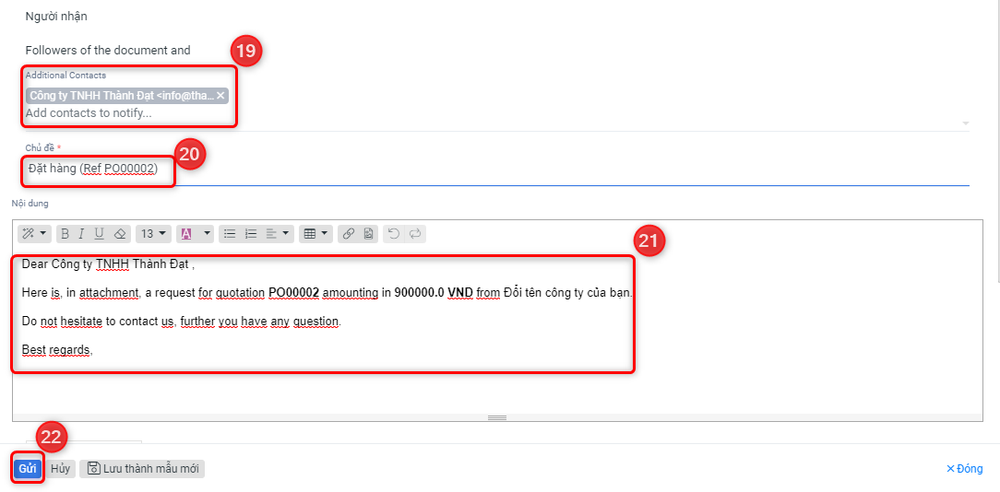 Người nhận
Followers of the document and
19
Additional Contacts
Công ty TNHH Thành Đạt <info@tha... ×
Add contacts to notify...
20
Chủ đề *
Đặt hàng (Ref PO00002)
Nội dung
B I U 13 A
21
Dear Công ty TNHH Thành Đạt ,
Here is, in attachment, a request for quotation PO00002 amounting in 900000.0 VND from Đổi tên công ty của bạn.
Do not hesitate to contact us, further you have any question.
Best regards,
22
Gửi Hủy Lưu thành mẫu mới × Đóng